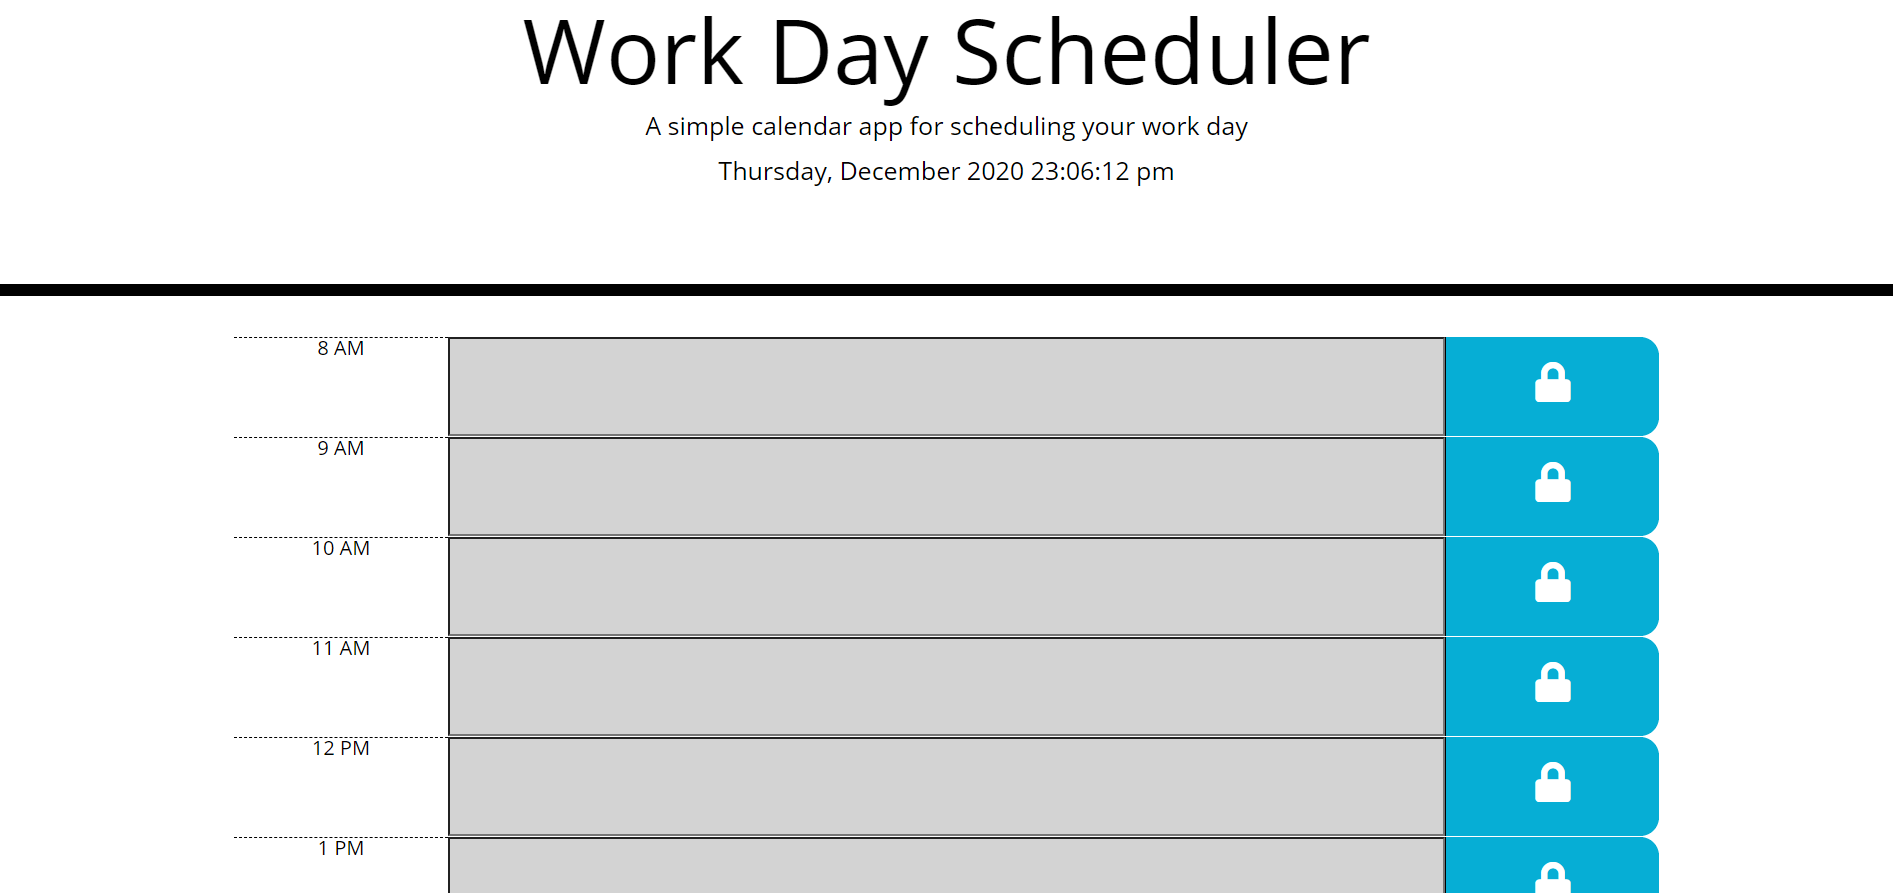 Work Day Scheduler
A simple calendar app for scheduling your work day
Thursday, December 2020 23:06:12 pm
8 AM
9 AM
10 AM
11 AM
12 PM
1 PM